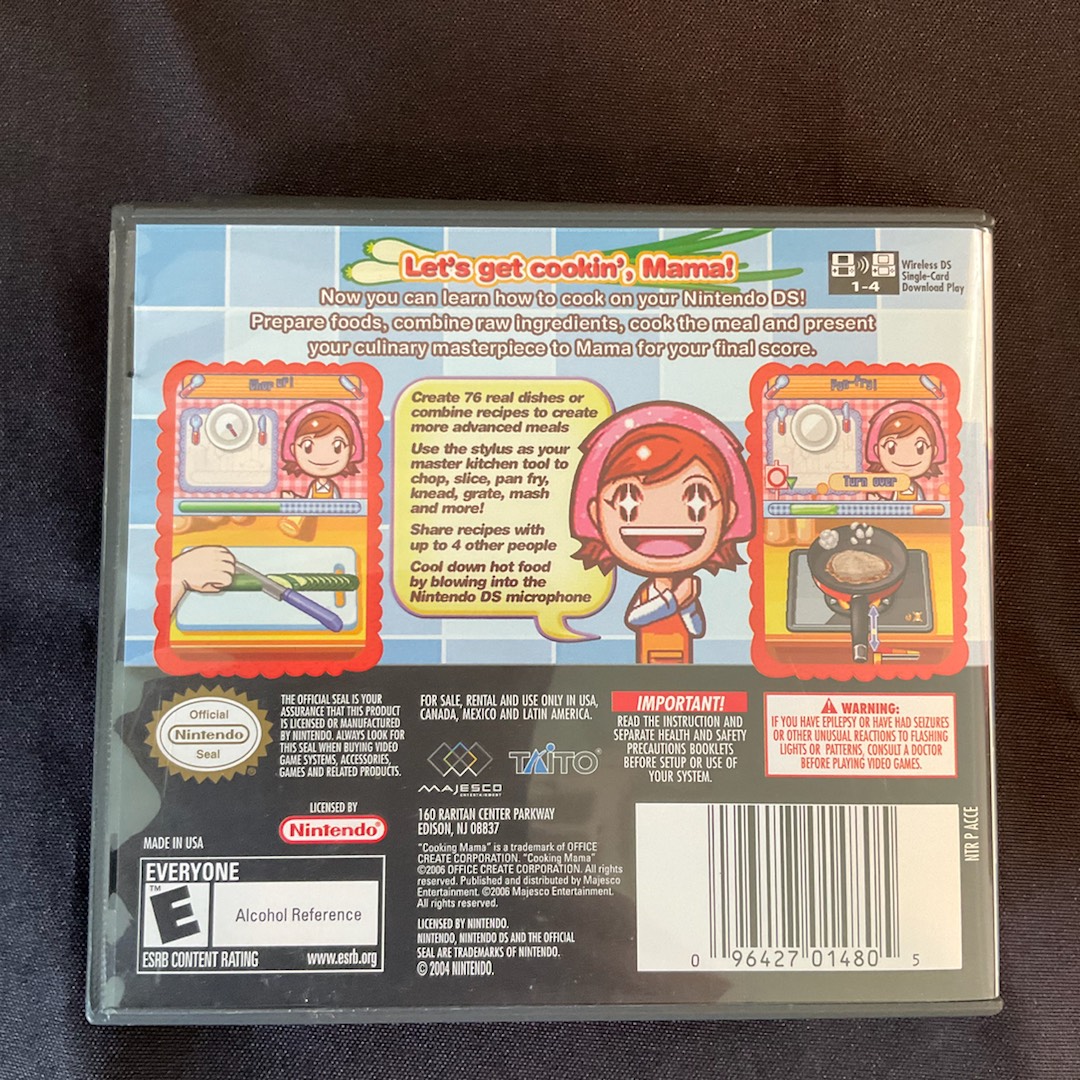 Let's get cookin', Mama!
Now you can learn how to cook on your Nintendo DS!
Prepare foods, combine raw ingredients, cook the meal and present
your culinary masterpiece to Mama for your final score.
Wireless DS
Single-Card
Download Play
1-4
Chop up!
Create 76 real dishes or
combine recipes to create
more advanced meals
Use the stylus as your
master kitchen tool to
chop, slice, pan fry,
knead, grate, mash
and more!
Share recipes with
up to 4 other people
Cool down hot food
by blowing into the
Nintendo DS microphone
Pan-fry!
Turn over
Official
Nintendo
Seal
THE OFFICIAL SEAL IS YOUR
ASSURANCE THAT THIS PRODUCT
IS LICENSED OR MANUFACTURED
BY NINTENDO. ALWAYS LOOK FOR
THIS SEAL WHEN BUYING VIDEO
GAME SYSTEMS, ACCESSORIES,
GAMES AND RELATED PRODUCTS.
FOR SALE, RENTAL AND USE ONLY IN USA,
CANADA, MEXICO AND LATIN AMERICA.
MAJESCO
ENTERTAINMENT
TAITO®
IMPORTANT!
READ THE INSTRUCTION AND
SEPARATE HEALTH AND SAFETY
PRECAUTIONS BOOKLETS
BEFORE SETUP OR USE OF
YOUR SYSTEM.
WARNING:
IF YOU HAVE EPILEPSY OR HAVE HAD SEIZURES
OR OTHER UNUSUAL REACTIONS TO FLASHING
LIGHTS OR PATTERNS, CONSULT A DOCTOR
BEFORE PLAYING VIDEO GAMES.
LICENSED BY
Nintendo®
MADE IN USA
EVERYONE
TM
E
Alcohol Reference
ESRB CONTENT RATING
www.esrb.org
160 RARITAN CENTER PARKWAY
EDISON, NJ 08837
"Cooking Mama" is a trademark of OFFICE
CREATE CORPORATION. "Cooking Mama"
©2006 OFFICE CREATE CORPORATION. All rights
reserved. Published and distributed by Majesco
Entertainment. ©2006 Majesco Entertainment.
All rights reserved.
LICENSED BY NINTENDO.
NINTENDO, NINTENDO DS AND THE OFFICIAL
SEAL ARE TRADEMARKS OF NINTENDO.
© 2004 NINTENDO.
NTR P ACCE
0 96427 01480 5